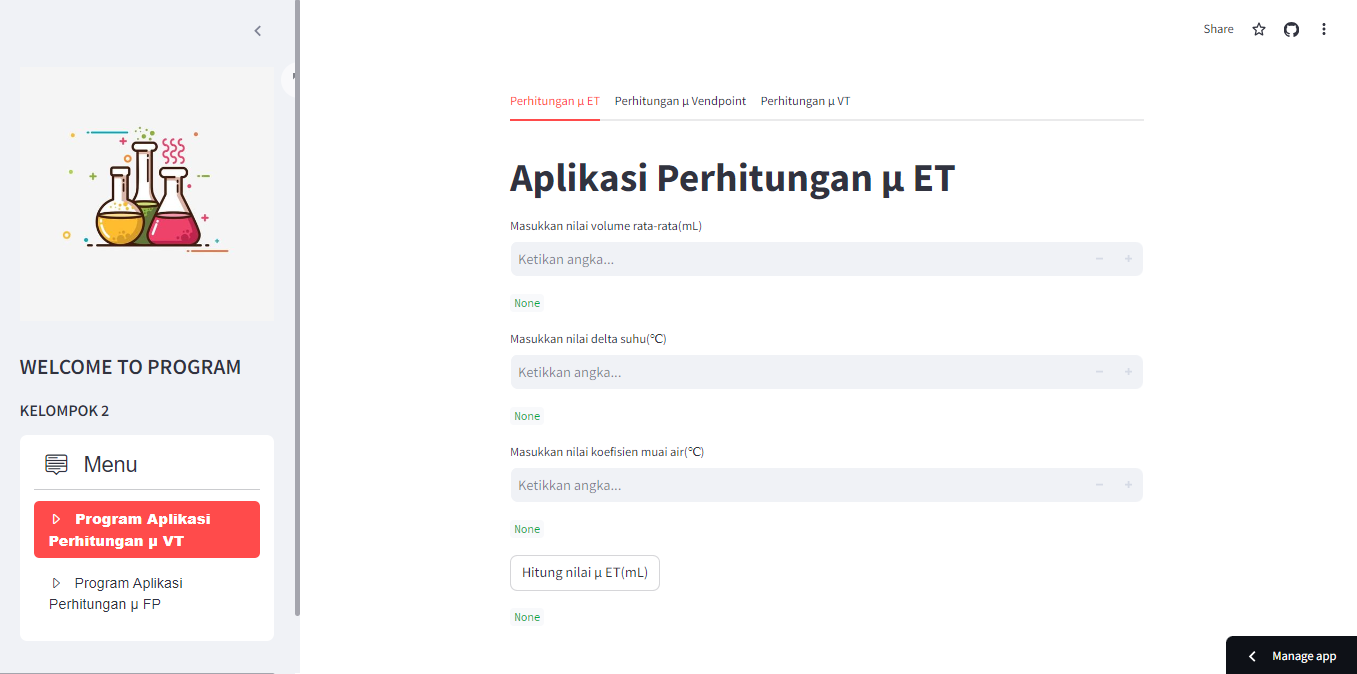 Share
WELCOME TO PROGRAM
KELOMPOK 2
Menu
Program Aplikasi
Perhitungan µ VT
Program Aplikasi
Perhitungan µ FP
Perhitungan µ ET Perhitungan µ Vendpoint Perhitungan µ VT
Aplikasi Perhitungan µ ET
Masukkan nilai volume rata-rata(mL)
Ketikan angka...
None
Masukkan nilai delta suhu(℃)
Ketikkan angka...
None
Masukkan nilai koefisien muai air(℃)
Ketikkan angka...
None
Hitung nilai µ ET(mL)
None
Manage app